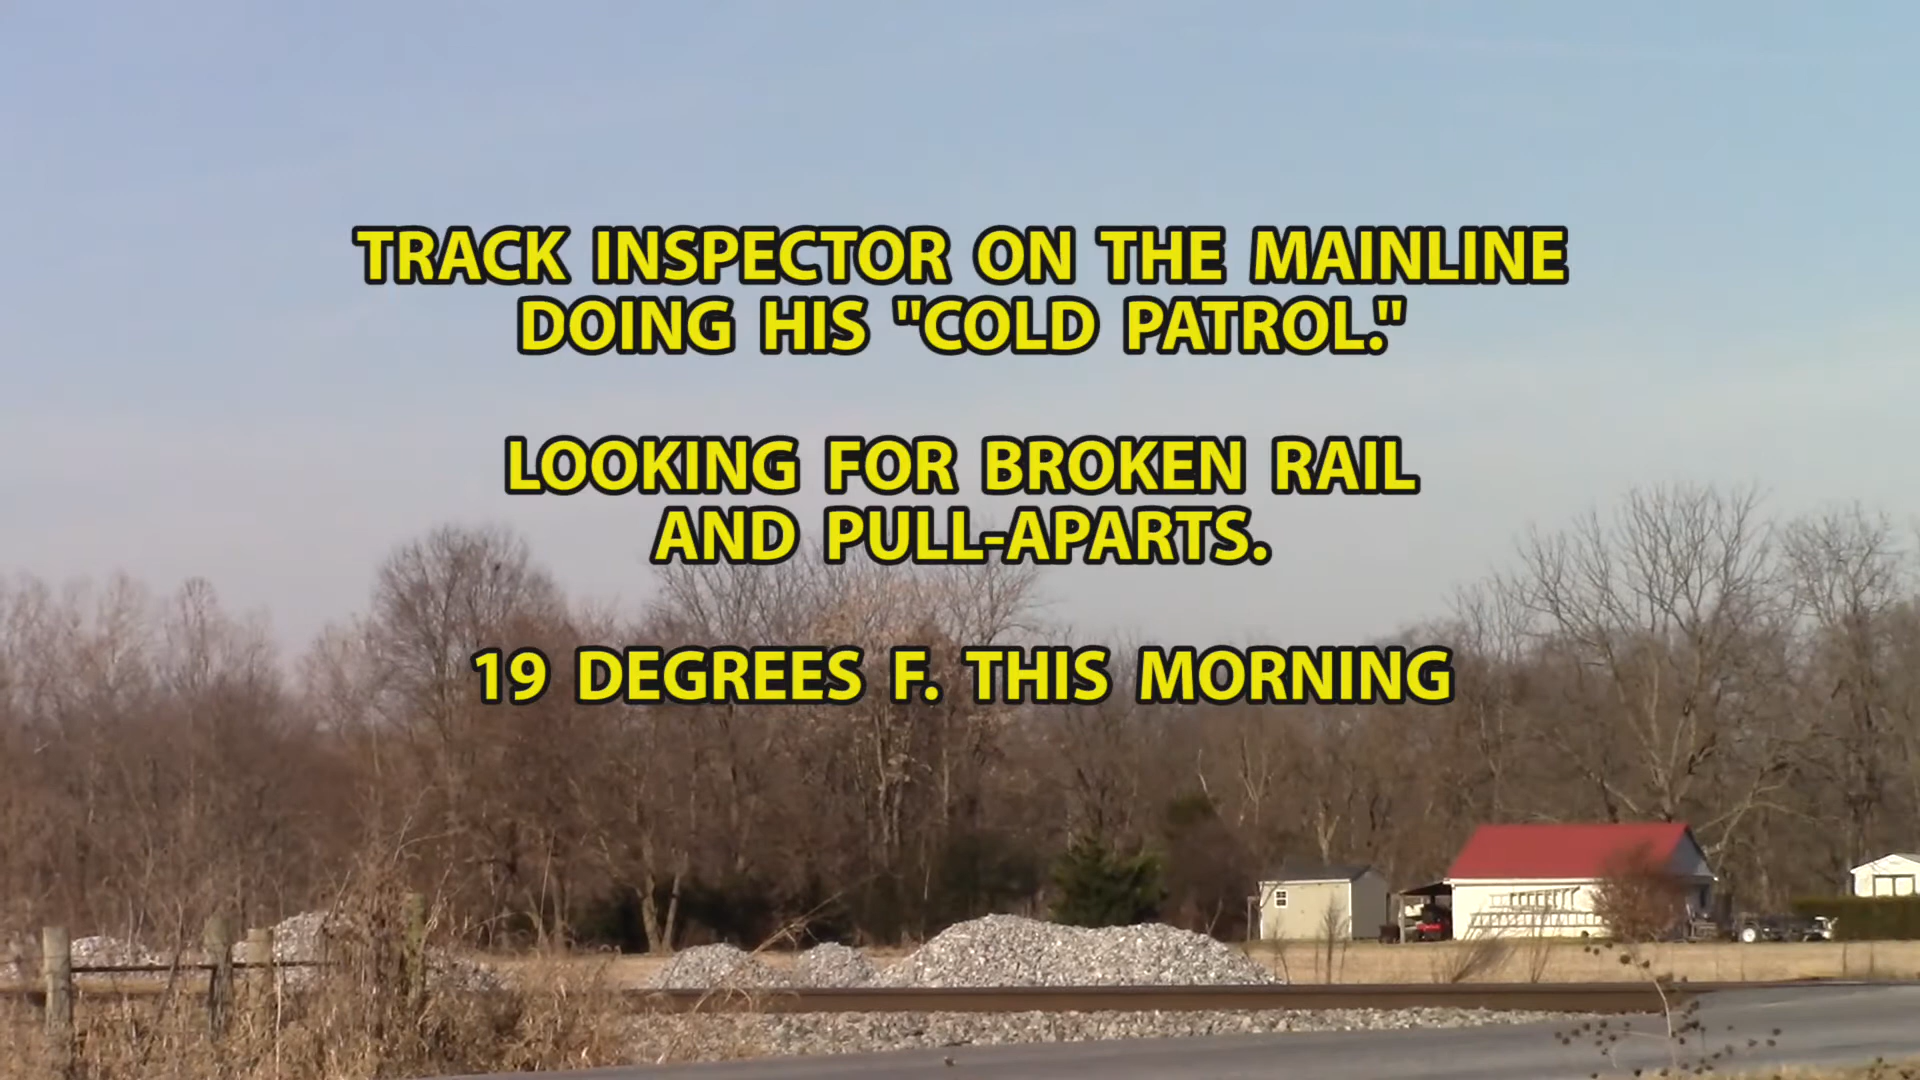 TRACK INSPECTOR ON THE MAINLINE
DOING HIS "COLD PATROL."
LOOKING FOR BROKEN RAIL
AND PULL-APARTS.
19 DEGREES F. THIS MORNING